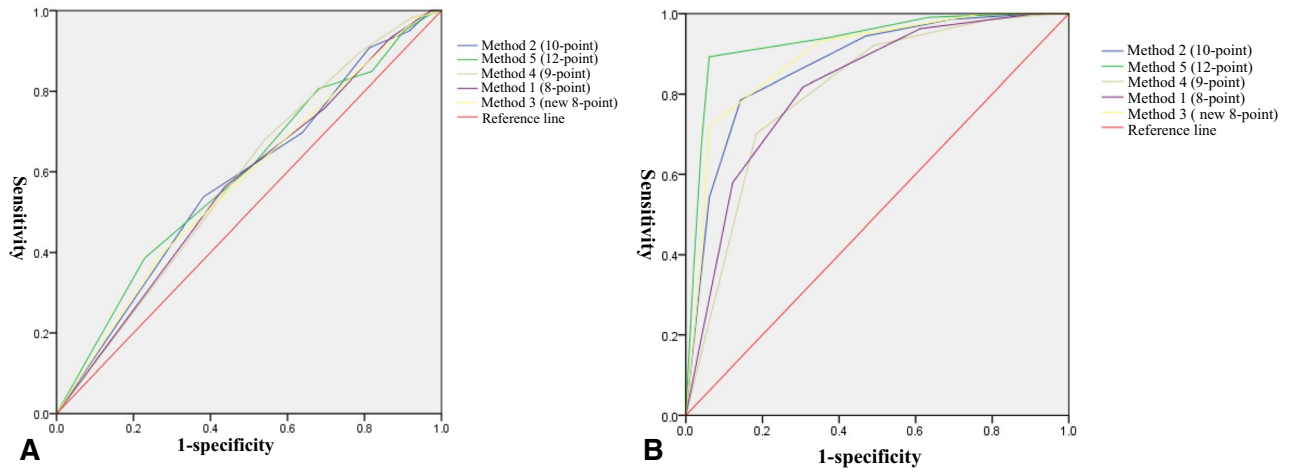 1.0
0.8
0.6
0.4
0.2
0.0
Sensitivity
0.0 0.2 0.4 0.6 0.8 1.0
1-specificity
A
Method 2 (10-point)
Method 5 (12-point)
Method 4 (9-point)
Method 1 (8-point)
Method 3 (new 8-point)
Reference line
1.0
0.8
0.6
0.4
0.2
0.0
Sensitivity
0.0 0.2 0.4 0.6 0.8 1.0
1-specificity
B
Method 2 (10-point)
Method 5 (12-point)
Method 4 (9-point)
Method 1 (8-point)
Method 3 ( new 8-point)
Reference line